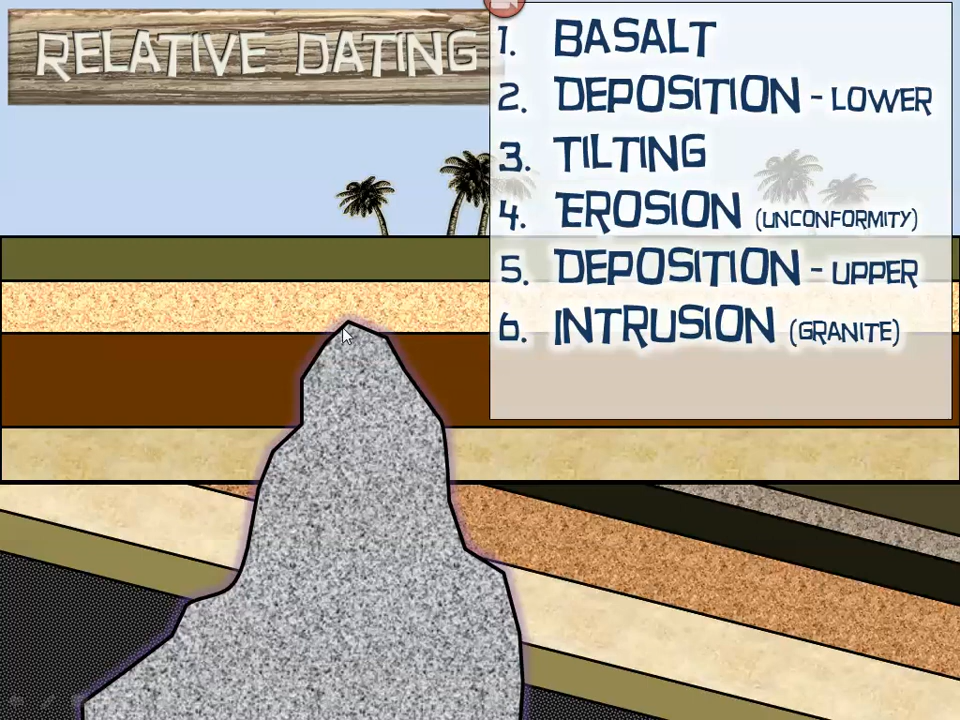 RELATIVE DATING
1. BASALT
2. DEPOSITION - LOWER
3. TILTING
4. EROSION (UNCONFORMITY)
5. DEPOSITION - UPPER
6. INTRUSION (GRANITE)